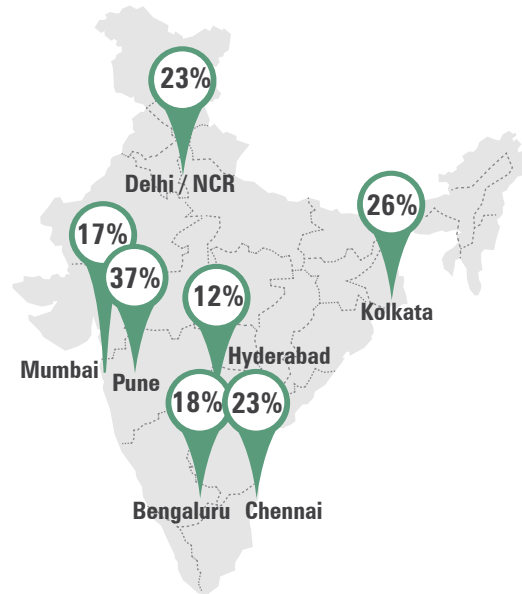 23%
Delhi / NCR
26%
Kolkata
17%
Mumbai
37%
Pune
12%
Hyderabad
18%
Bengaluru
23%
Chennai